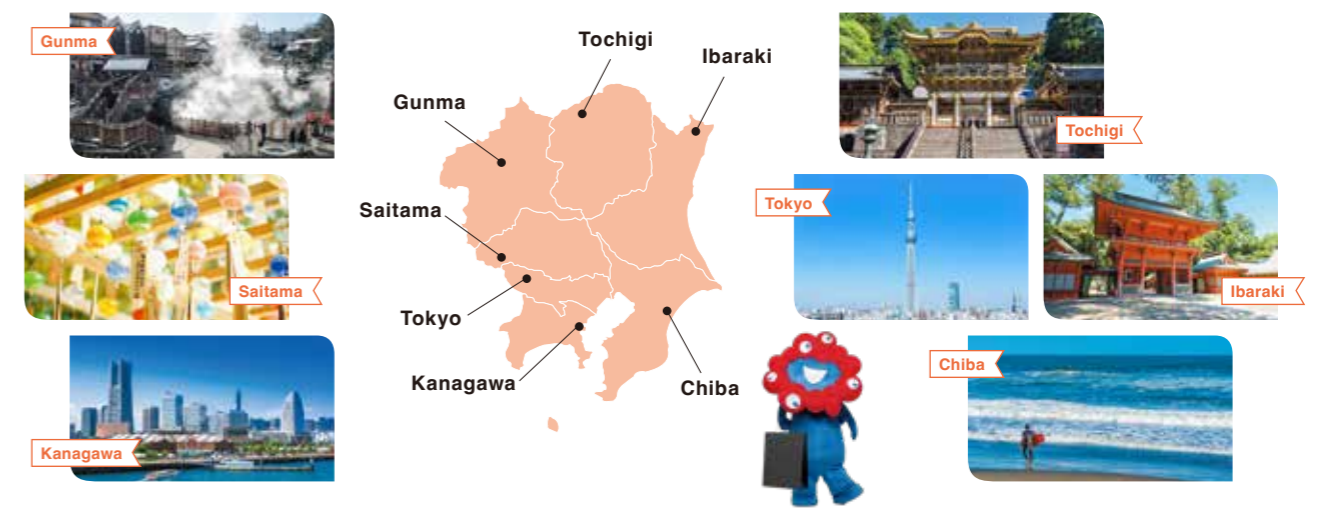 Gunma
Saitama
Kanagawa
Tochigi
Ibaraki
Gunma
Saitama
Tokyo
Kanagawa
Chiba
Tochigi
Tokyo
Ibaraki
Chiba